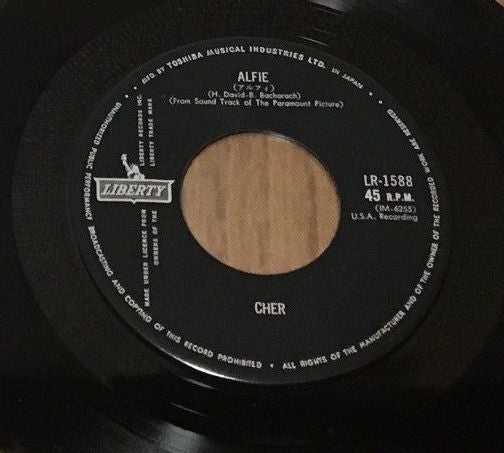 MFD BY TOSHIBA MUSICAL INDUSTRIES LTD. IN JAPAN
ALFIE
(アルフィ)
(H. David-B. Bacharach)
(From Sound Track of The Paramount Picture)
LIBERTY RECORDS INC.
LIBERTY TRADE MARK
LIBERTY
MADE UNDER LICENCE FROM
OWNERS OF THE
LR-1588
45 R.P.M.
(IM-6255)
U.S.A. Recording
CHER
UNAUTHORIZED PUBLIC PERFORMANCE BROADCASTING AND COPYING OF THIS RECORD PROHIBITED • ALL RIGHTS OF THE MANUFACTURER AND OF THE OWNER OF THE RECORDED WORK ARE RESERVED